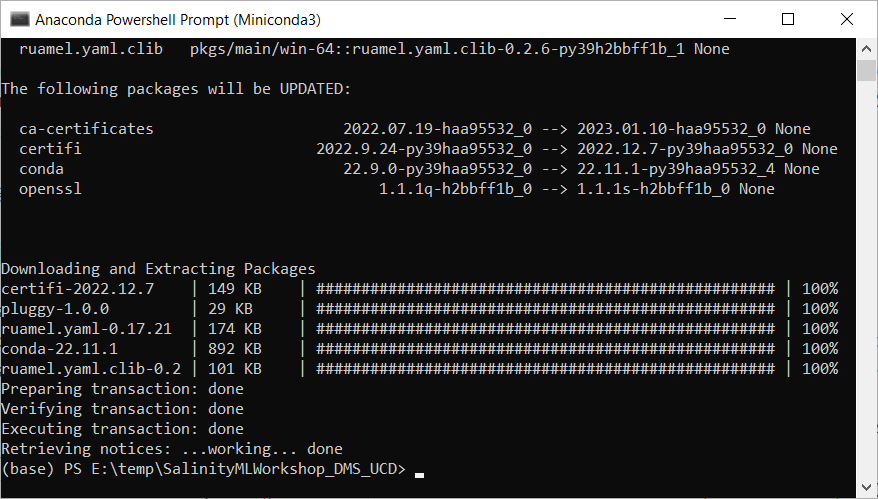 Anaconda Powershell Prompt (Miniconda3)
ruamel.yaml.clib pkgs/main/win-64::ruamel.yaml.clib-0.2.6-py39h2bbff1b_1 None
The following packages will be UPDATED:
ca-certificates 2022.07.19-haa95532_0 --> 2023.01.10-haa95532_0 None
certifi 2022.9.24-py39haa95532_0 --> 2022.12.7-py39haa95532_0 None
conda 22.9.0-py39haa95532_0 --> 22.11.1-py39haa95532_4 None
openssl 1.1.1q-h2bbff1b_0 --> 1.1.1s-h2bbff1b_0 None
Downloading and Extracting Packages
certifi-2022.12.7 | 149 KB | ################################################### | 100%
pluggy-1.0.0 | 29 KB | ################################################### | 100%
ruamel.yaml-0.17.21 | 174 KB | ################################################### | 100%
conda-22.11.1 | 892 KB | ################################################### | 100%
ruamel.yaml.clib-0.2 | 101 KB | ################################################### | 100%
Preparing transaction: done
Verifying transaction: done
Executing transaction: done
Retrieving notices: ...working... done
(base) PS E:\temp\SalinityMLWorkshop_DMS_UCD>